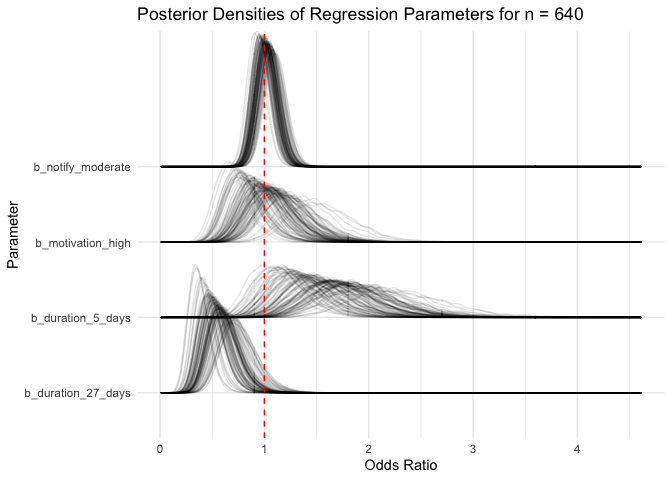 Posterior Densities of Regression Parameters for n = 640
Parameter
b_notify_moderate
b_motivation_high
b_duration_5_days
b_duration_27_days
0 1 2 3 4
Odds Ratio